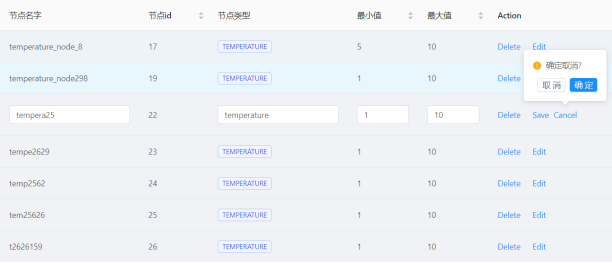 节点名字 节点id 节点类型 最小值 最大值 Action
temperature_node_8 17 TEMPERATURE 5 10 Delete Edit
temperature_node298 19 TEMPERATURE 1 10 Delete
确定取消?
取 消 确 定
tempera25 22 temperature 1 10 Delete Save Cancel
tempe2629 23 TEMPERATURE 1 10 Delete Edit
temp2562 24 TEMPERATURE 1 10 Delete Edit
tem25626 25 TEMPERATURE 1 10 Delete Edit
t2626159 26 TEMPERATURE 1 10 Delete Edit